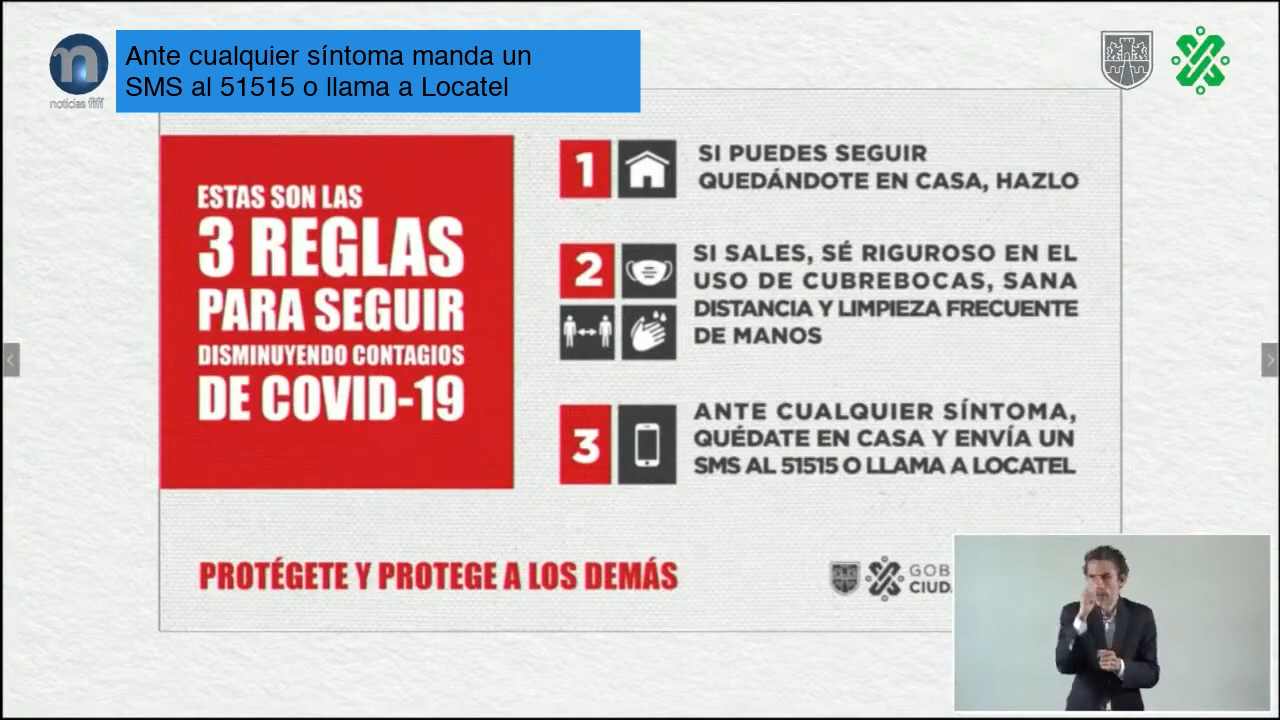 Ante cualquier síntoma manda un
SMS al 51515 o llama a Locatel
noticias fifí
ESTAS SON LAS
3 REGLAS
PARA SEGUIR
DISMINUYENDO CONTAGIOS
DE COVID-19
1
SI PUEDES SEGUIR
QUEDÁNDOTE EN CASA, HAZLO
2
SI SALES, SÉ RIGUROSO EN EL
USO DE CUBREBOCAS, SANA
DISTANCIA Y LIMPIEZA FRECUENTE
DE MANOS
3
ANTE CUALQUIER SÍNTOMA,
QUÉDATE EN CASA Y ENVÍA UN
SMS AL 51515 O LLAMA A LOCATEL
PROTÉGETE Y PROTEGE A LOS DEMÁS
GOB
CIUD